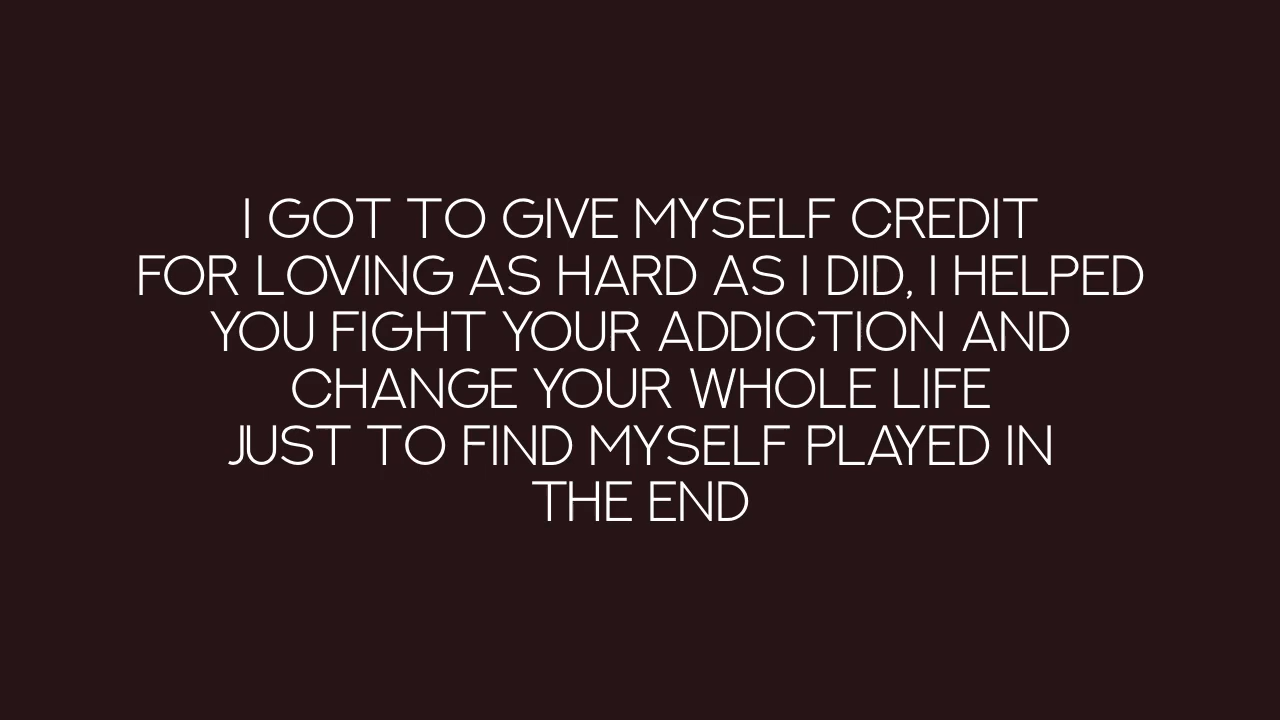 I GOT TO GIVE MYSELF CREDIT
FOR LOVING AS HARD AS I DID, I HELPED
YOU FIGHT YOUR ADDICTION AND
CHANGE YOUR WHOLE LIFE
JUST TO FIND MYSELF PLAYED IN
THE END